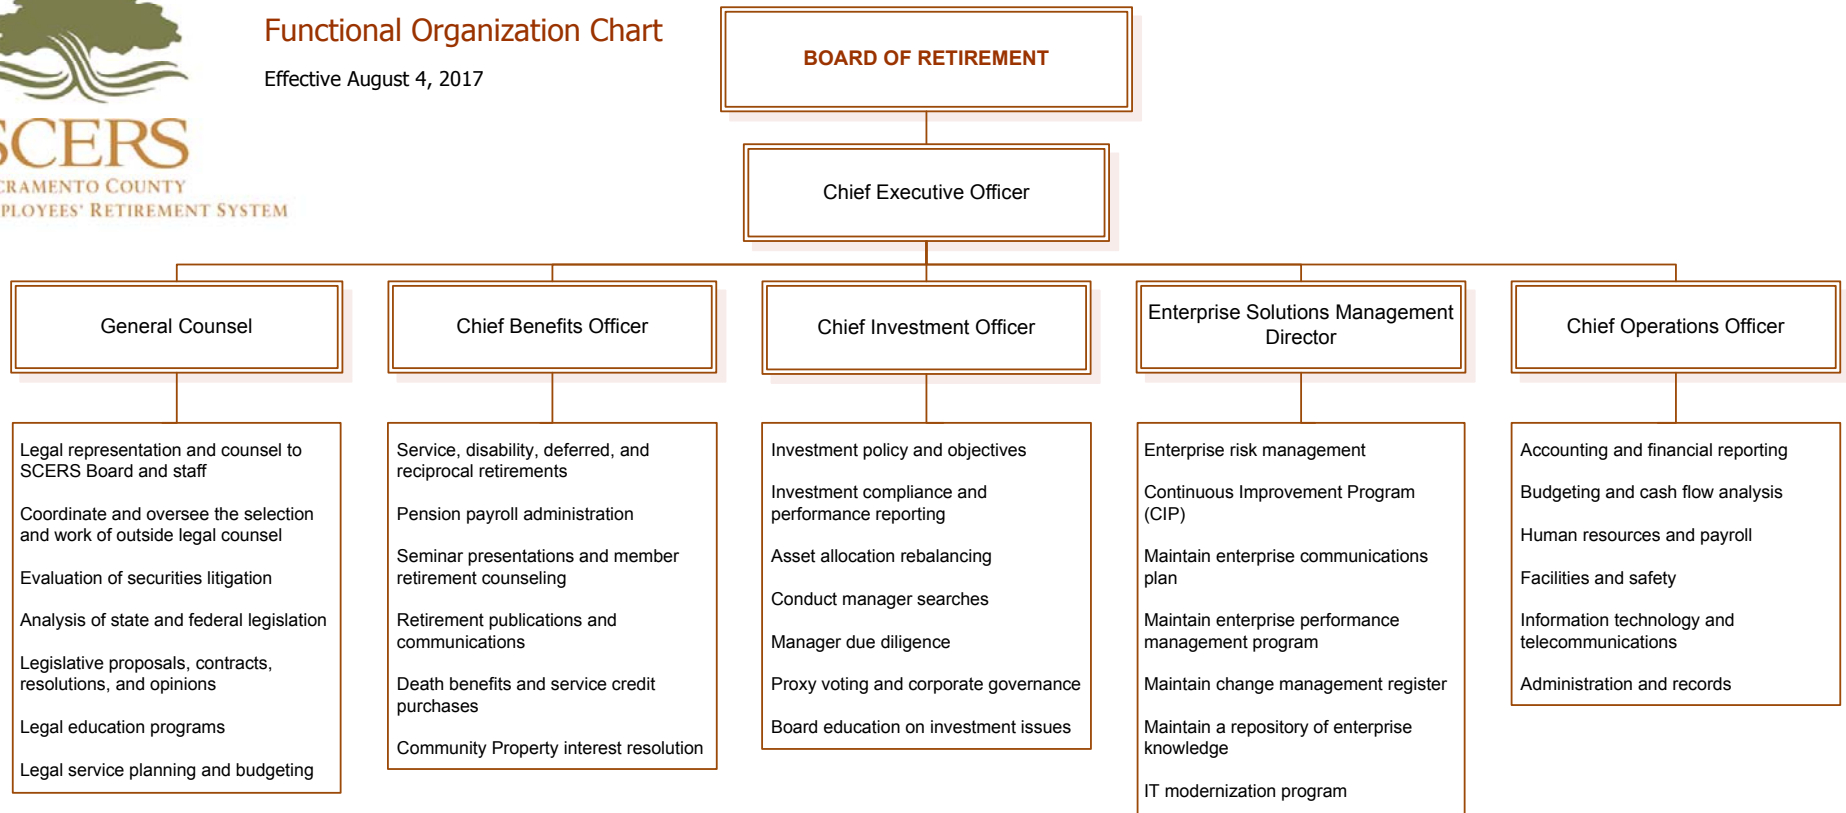 Functional Organization Chart
Effective August 4, 2017
SCERS
SACRAMENTO COUNTY
EMPLOYEES' RETIREMENT SYSTEM
BOARD OF RETIREMENT
Chief Executive Officer
General Counsel
Legal representation and counsel to
SCERS Board and staff
Coordinate and oversee the selection
and work of outside legal counsel
Evaluation of securities litigation
Analysis of state and federal legislation
Legislative proposals, contracts,
resolutions, and opinions
Legal education programs
Legal service planning and budgeting
Chief Benefits Officer
Service, disability, deferred, and
reciprocal retirements
Pension payroll administration
Seminar presentations and member
retirement counseling
Retirement publications and
communications
Death benefits and service credit
purchases
Community Property interest resolution
Chief Investment Officer
Investment policy and objectives
Investment compliance and
performance reporting
Asset allocation rebalancing
Conduct manager searches
Manager due diligence
Proxy voting and corporate governance
Board education on investment issues
Enterprise Solutions Management
Director
Enterprise risk management
Continuous Improvement Program
(CIP)
Maintain enterprise communications
plan
Maintain enterprise performance
management program
Maintain change management register
Maintain a repository of enterprise
knowledge
IT modernization program
Chief Operations Officer
Accounting and financial reporting
Budgeting and cash flow analysis
Human resources and payroll
Facilities and safety
Information technology and
telecommunications
Administration and records